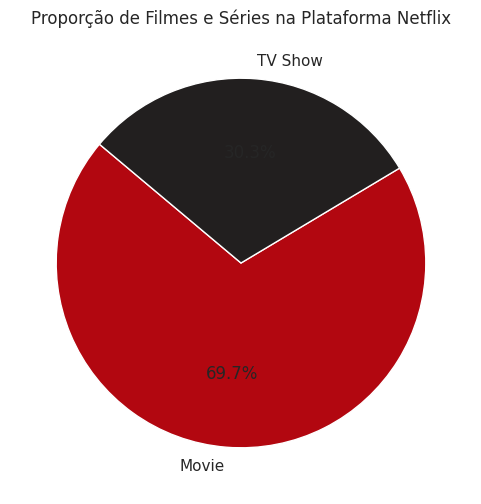 Proporção de Filmes e Séries na Plataforma Netflix
TV Show
30.3%
69.7%
Movie